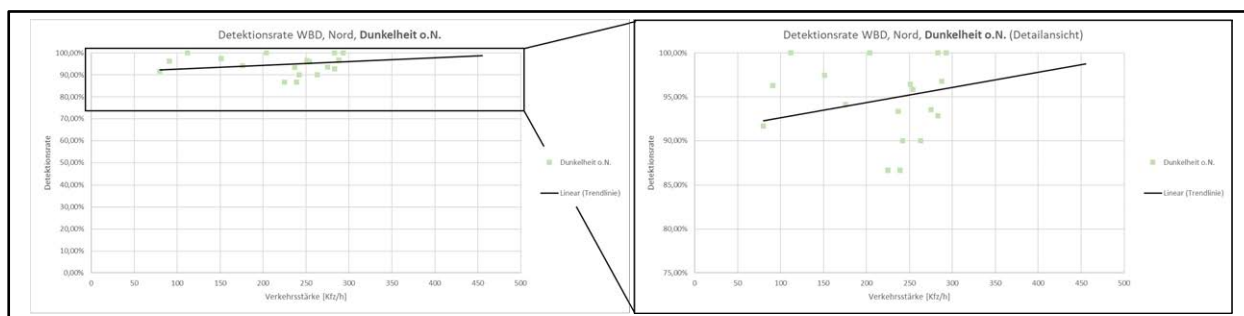 Detektionsrate WBD, Nord, Dunkelheit o.N.
100,00%
90,00%
80,00%
70,00%
60,00%
50,00%
40,00%
30,00%
20,00%
10,00%
0,00%
Detektionsrate
0 50 100 150 200 250 300 350 400 450 500
Verkehrsstärke [Kfz/h]
Dunkelheit o.N.
Linear (Trendlinie)
Detektionsrate WBD, Nord, Dunkelheit o.N. (Detailansicht)
100,00%
95,00%
90,00%
85,00%
80,00%
75,00%
Detektionsrate
0 50 100 150 200 250 300 350 400 450 500
Verkehrsstärke [Kfz/h]
Dunkelheit o.N.
Linear (Trendlinie)